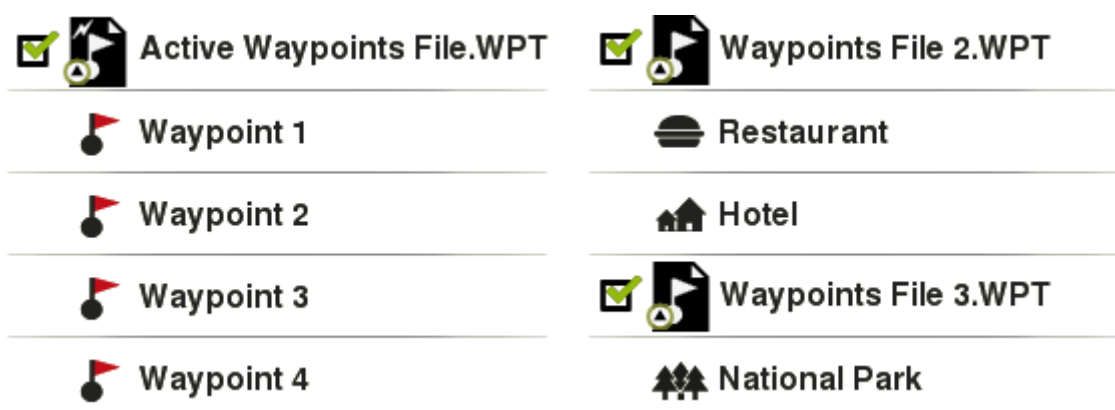 Active Waypoints File.WPT
Waypoint 1
Waypoint 2
Waypoint 3
Waypoint 4
Waypoints File 2.WPT
Restaurant
Hotel
Waypoints File 3.WPT
National Park